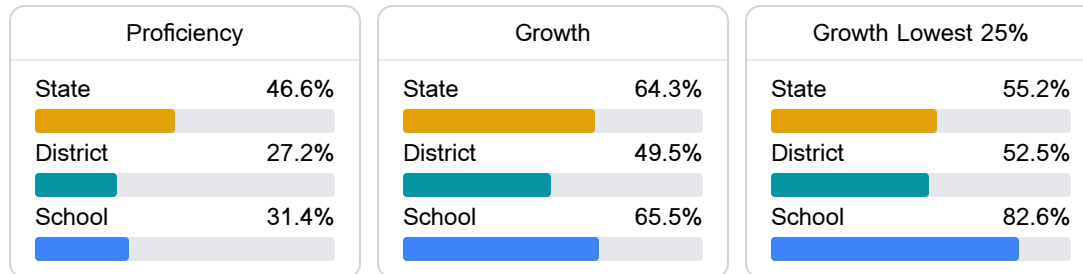 Proficiency
State 46.6%
District 27.2%
School 31.4%
Growth
State 64.3%
District 49.5%
School 65.5%
Growth Lowest 25%
State 55.2%
District 52.5%
School 82.6%